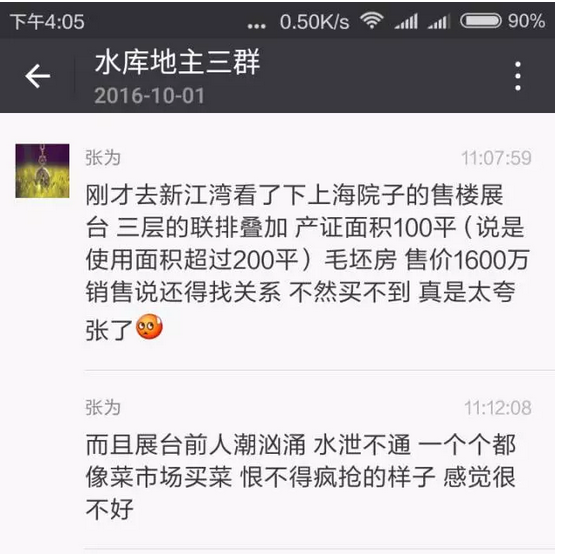 下午4:05 ... 0.50K/s 90%
水库地主三群
2016-10-01
张为 11:07:59
刚才去新江湾看了下上海院子的售楼展
台 三层的联排叠加 产证面积100平（说是
使用面积超过200平）毛坯房 售价1600万
销售说还得找关系 不然买不到 真是太夸
张了
张为 11:12:08
而且展台前人潮汹涌 水泄不通 一个个都
像菜市场买菜 恨不得疯抢的样子 感觉很
不好